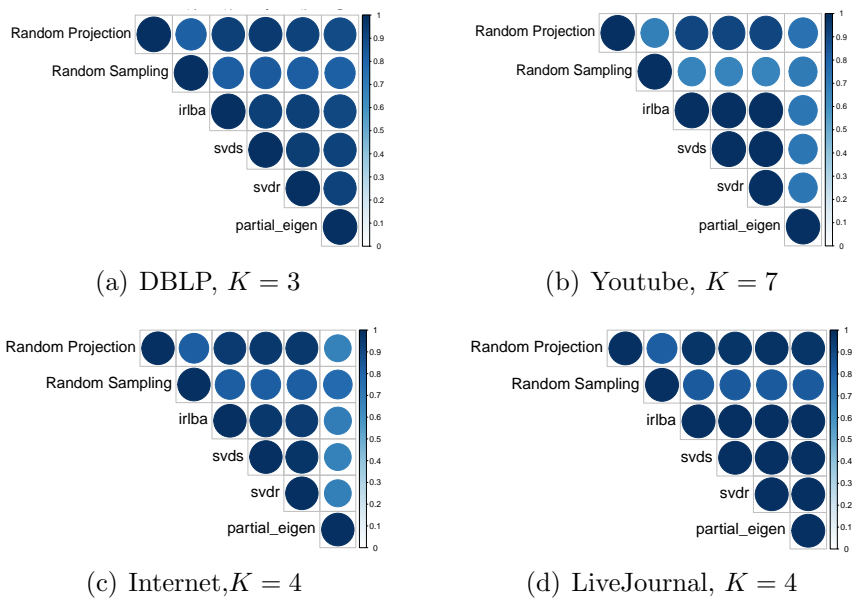 Random Projection
Random Sampling
irlba
svds
svdr
partial_eigen
1
0.9
0.8
0.7
0.6
0.5
0.4
0.3
0.2
0.1
0
(a) DBLP, K = 3
Random Projection
Random Sampling
irlba
svds
svdr
partial_eigen
1
0.9
0.8
0.7
0.6
0.5
0.4
0.3
0.2
0.1
0
(b) Youtube, K = 7
Random Projection
Random Sampling
irlba
svds
svdr
partial_eigen
1
0.9
0.8
0.7
0.6
0.5
0.4
0.3
0.2
0.1
0
(c) Internet,K = 4
Random Projection
Random Sampling
irlba
svds
svdr
partial_eigen
1
0.9
0.8
0.7
0.6
0.5
0.4
0.3
0.2
0.1
0
(d) LiveJournal, K = 4